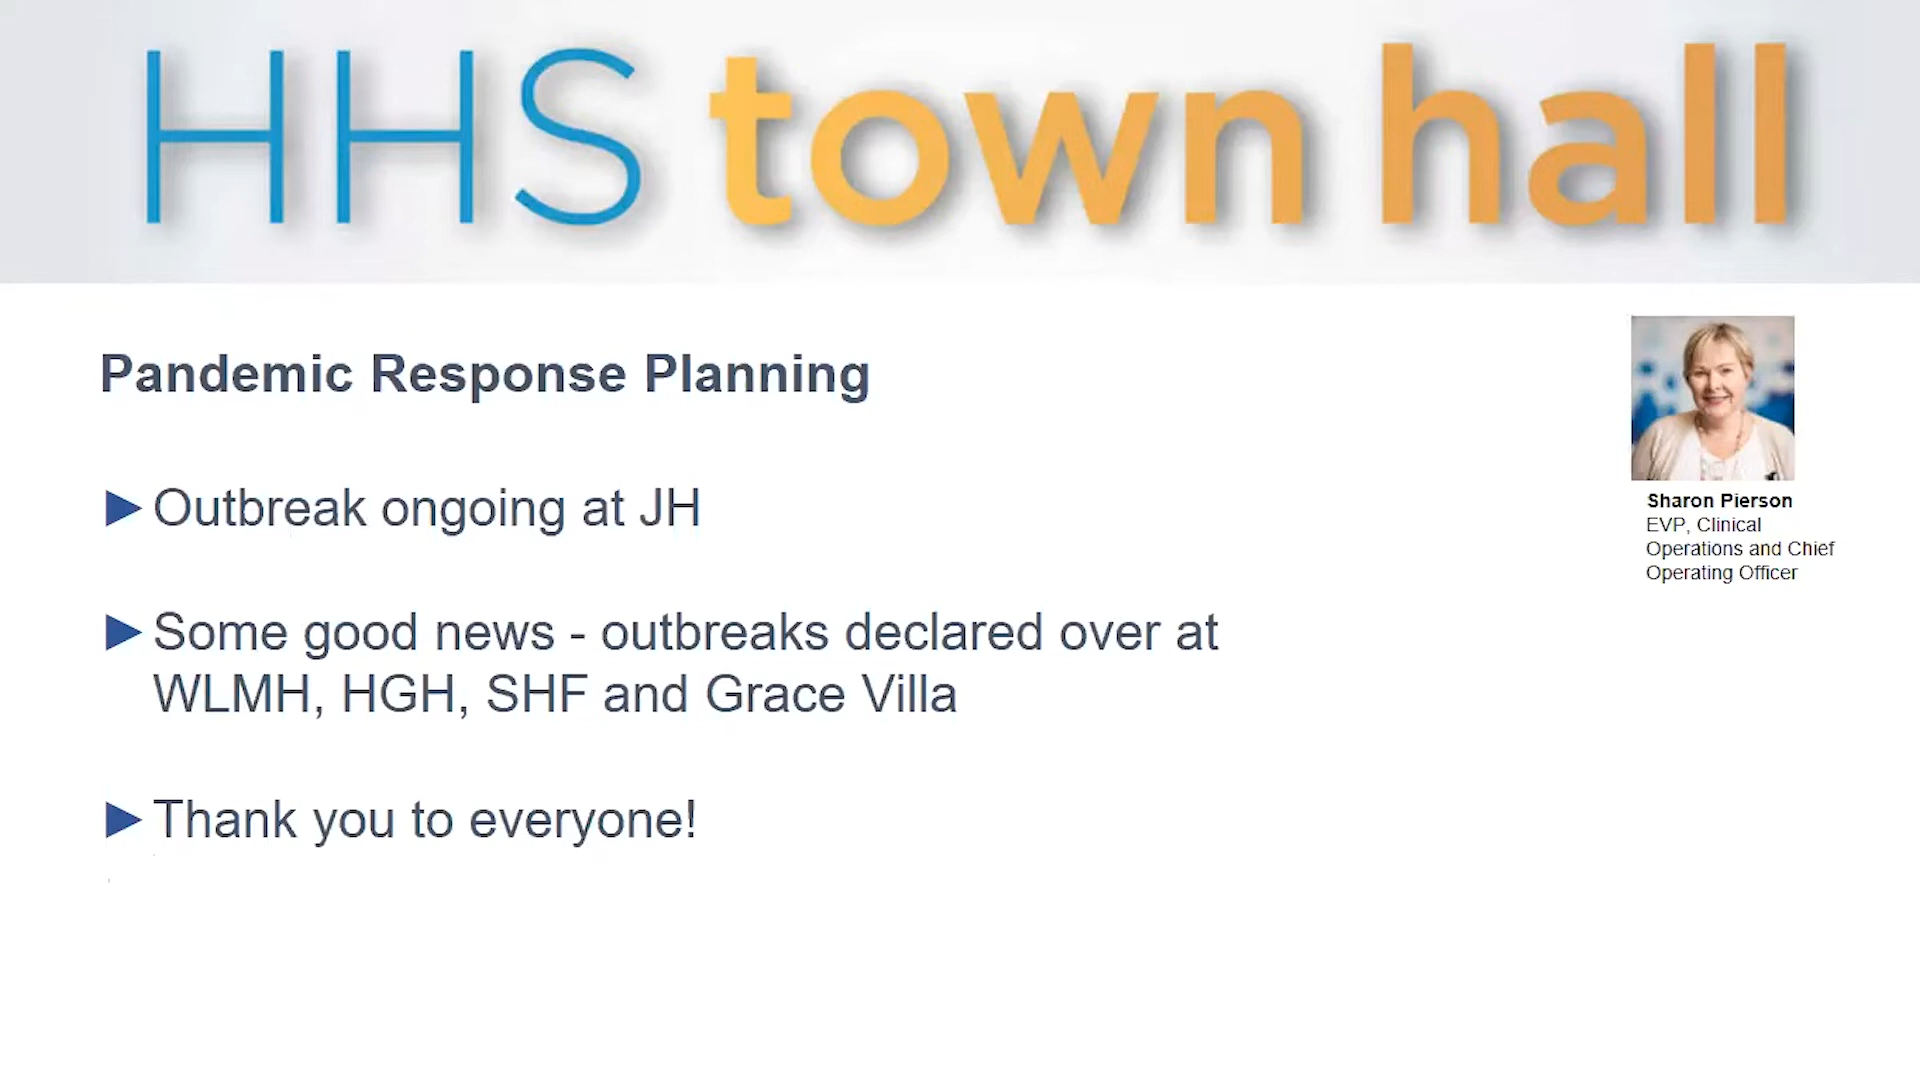 HHS town hall
Pandemic Response Planning
► Outbreak ongoing at JH
► Some good news - outbreaks declared over at
WLMH, HGH, SHF and Grace Villa
► Thank you to everyone!
Sharon Pierson
EVP, Clinical
Operations and Chief
Operating Officer